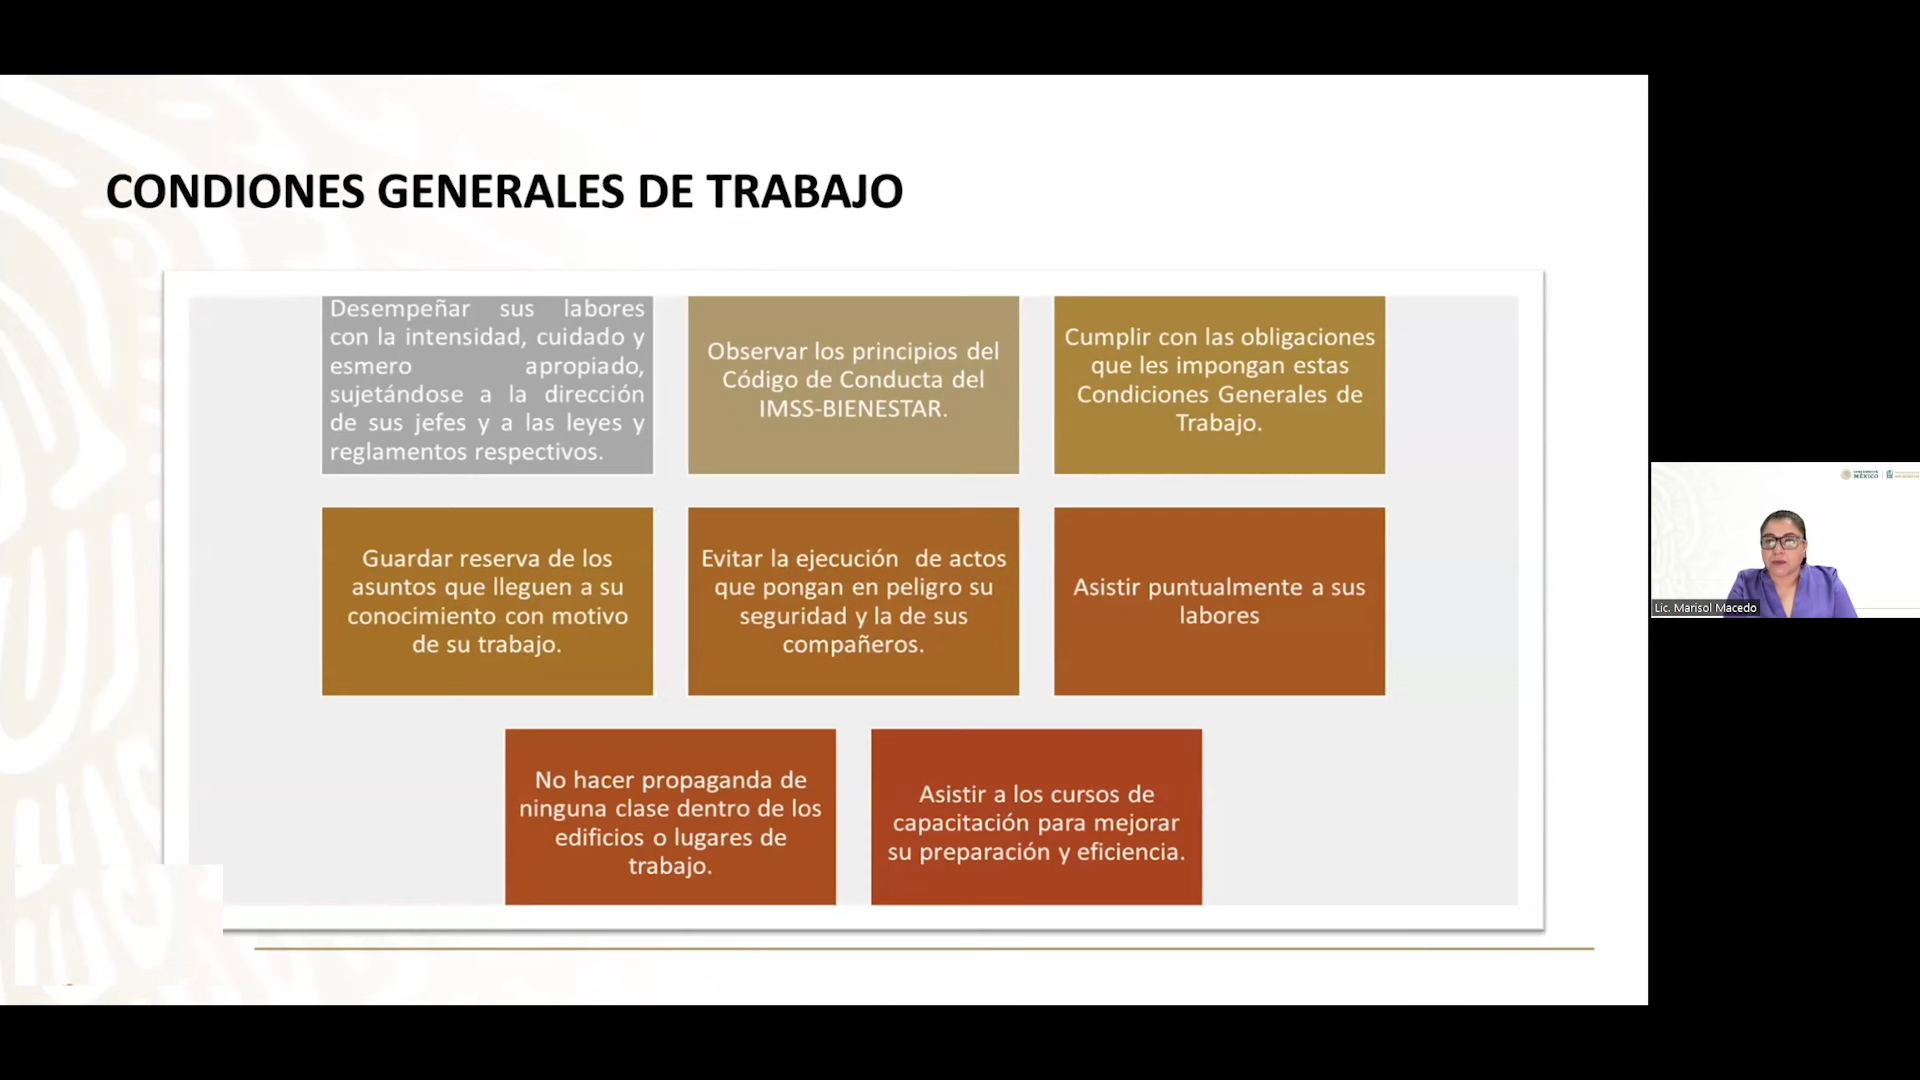 CONDIONES GENERALES DE TRABAJO
Desempeñar sus labores
con la intensidad, cuidado y
esmero apropiado,
sujetándose a la dirección
de sus jefes y a las leyes y
reglamentos respectivos.
Observar los principios del
Código de Conducta del
IMSS-BIENESTAR.
Cumplir con las obligaciones
que les impongan estas
Condiciones Generales de
Trabajo.
Guardar reserva de los
asuntos que lleguen a su
conocimiento con motivo
de su trabajo.
Evitar la ejecución  de actos
que pongan en peligro su
seguridad y la de sus
compañeros.
Asistir puntualmente a sus
labores
No hacer propaganda de
ninguna clase dentro de los
edificios o lugares de
trabajo.
Asistir a los cursos de
capacitación para mejorar
su preparación y eficiencia.
MÉXICO
Lic. Marisol Macedo